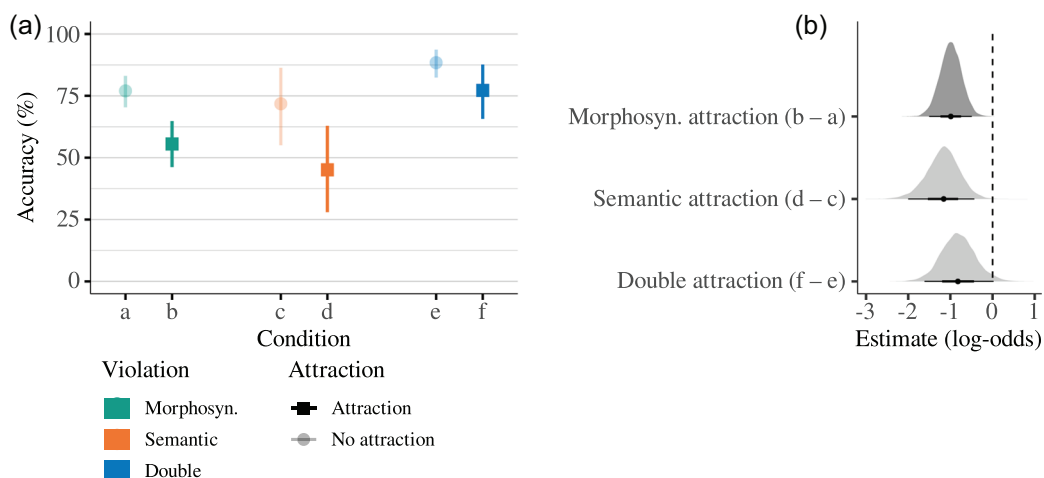 (a)
100
75
50
25
0
Accuracy (%)
a b c d e f
Condition
Violation
Morphosyn.
Semantic
Double
Attraction
Attraction
No attraction
(b)
Morphosyn. attraction (b – a)
Semantic attraction (d – c)
Double attraction (f – e)
-3 -2 -1 0 1
Estimate (log-odds)